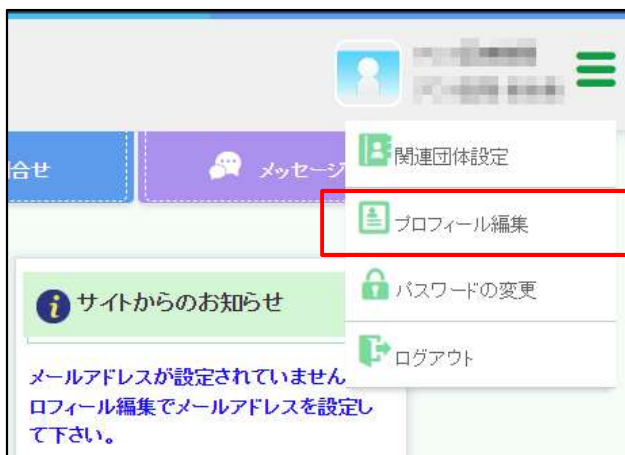 合せ
メッセージ
関連団体設定
プロフィール編集
パスワードの変更
ログアウト
サイトからのお知らせ
メールアドレスが設定されていません
ロフィール編集でメールアドレスを設定し
て下さい。